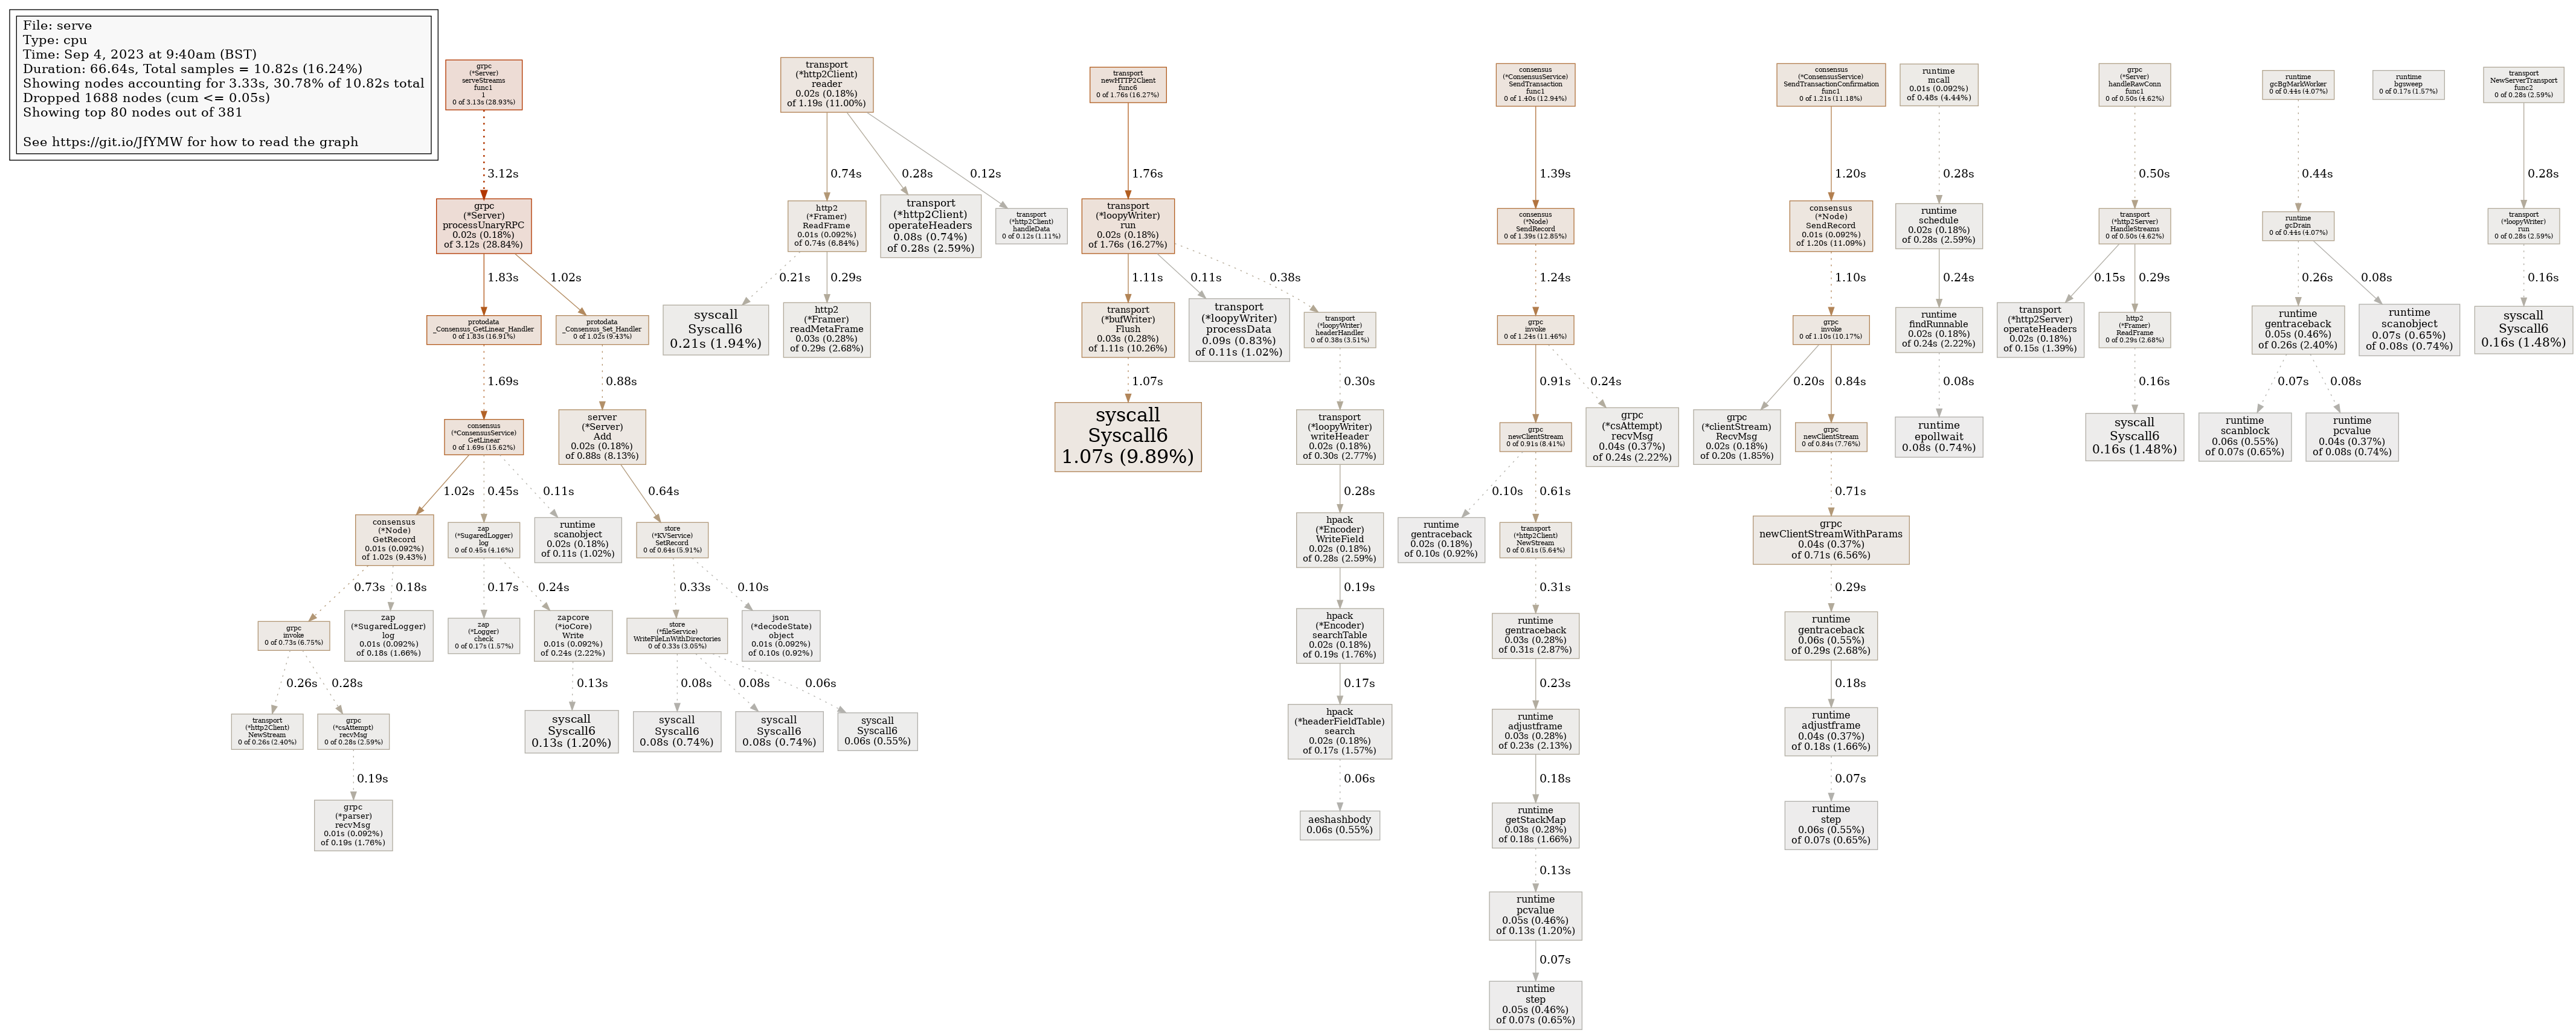 File: serve
Type: cpu
Time: Sep 4, 2023 at 9:40am (BST)
Duration: 66.64s, Total samples = 10.82s (16.24%)
Showing nodes accounting for 3.33s, 30.78% of 10.82s total
Dropped 1688 nodes (cum <= 0.05s)
Showing top 80 nodes out of 381
See https://git.io/JfYMW for how to read the graph
grpc
(*Server)
serveStreams
func1
1
0 of 3.13s (28.93%)
3.12s
grpc
(*Server)
processUnaryRPC
0.02s (0.18%)
of 3.12s (28.84%)
1.83s
1.02s
protodata
_Consensus_GetLinear_Handler
0 of 1.83s (16.91%)
protodata
_Consensus_Set_Handler
0 of 1.02s (9.43%)
1.69s
0.88s
consensus
(*ConsensusService)
GetLinear
0 of 1.69s (15.62%)
server
(*Server)
Add
0.02s (0.18%)
of 0.88s (8.13%)
1.02s
0.45s
0.11s
0.64s
consensus
(*Node)
GetRecord
0.01s (0.092%)
of 1.02s (9.43%)
zap
(*SugaredLogger)
log
0 of 0.45s (4.16%)
runtime
scanobject
0.02s (0.18%)
of 0.11s (1.02%)
store
(*KVService)
SetRecord
0 of 0.64s (5.91%)
0.73s
0.18s
0.17s
0.24s
0.33s
0.10s
grpc
invoke
0 of 0.73s (6.75%)
zap
(*SugaredLogger)
log
0.01s (0.092%)
of 0.18s (1.66%)
zap
(*Logger)
check
0 of 0.17s (1.57%)
zapcore
(*ioCore)
Write
0.01s (0.092%)
of 0.24s (2.22%)
store
(*fileService)
WriteFileLnWithDirectories
0 of 0.33s (3.05%)
json
(*decodeState)
object
0.01s (0.092%)
of 0.10s (0.92%)
0.26s
0.28s
0.13s
0.08s
0.08s
0.06s
transport
(*http2Client)
NewStream
0 of 0.26s (2.40%)
grpc
(*csAttempt)
recvMsg
0 of 0.28s (2.59%)
syscall
Syscall6
0.13s (1.20%)
syscall
Syscall6
0.08s (0.74%)
syscall
Syscall6
0.08s (0.74%)
syscall
Syscall6
0.06s (0.55%)
0.19s
grpc
(*parser)
recvMsg
0.01s (0.092%)
of 0.19s (1.76%)
transport
(*http2Client)
reader
0.02s (0.18%)
of 1.19s (11.00%)
0.74s
0.28s
0.12s
http2
(*Framer)
ReadFrame
0.01s (0.092%)
of 0.74s (6.84%)
transport
(*http2Client)
operateHeaders
0.08s (0.74%)
of 0.28s (2.59%)
transport
(*http2Client)
handleData
0 of 0.12s (1.11%)
0.21s
0.29s
syscall
Syscall6
0.21s (1.94%)
http2
(*Framer)
readMetaFrame
0.03s (0.28%)
of 0.29s (2.68%)
transport
newHTTP2Client
func6
0 of 1.76s (16.27%)
1.76s
transport
(*loopyWriter)
run
0.02s (0.18%)
of 1.76s (16.27%)
1.11s
0.11s
0.38s
transport
(*bufWriter)
Flush
0.03s (0.28%)
of 1.11s (10.26%)
transport
(*loopyWriter)
processData
0.09s (0.83%)
of 0.11s (1.02%)
transport
(*loopyWriter)
headerHandler
0 of 0.38s (3.51%)
1.07s
0.30s
syscall
Syscall6
1.07s (9.89%)
transport
(*loopyWriter)
writeHeader
0.02s (0.18%)
of 0.30s (2.77%)
0.28s
hpack
(*Encoder)
WriteField
0.02s (0.18%)
of 0.28s (2.59%)
0.19s
hpack
(*Encoder)
searchTable
0.02s (0.18%)
of 0.19s (1.76%)
0.17s
hpack
(*headerFieldTable)
search
0.02s (0.18%)
of 0.17s (1.57%)
0.06s
aeshashbody
0.06s (0.55%)
consensus
(*ConsensusService)
SendTransaction
func1
0 of 1.40s (12.94%)
1.39s
consensus
(*Node)
SendRecord
0 of 1.39s (12.85%)
1.24s
grpc
invoke
0 of 1.24s (11.46%)
0.91s
0.24s
grpc
newClientStream
0 of 0.91s (8.41%)
grpc
(*csAttempt)
recvMsg
0.04s (0.37%)
of 0.24s (2.22%)
0.10s
0.61s
runtime
gentraceback
0.02s (0.18%)
of 0.10s (0.92%)
transport
(*http2Client)
NewStream
0 of 0.61s (5.64%)
0.31s
runtime
gentraceback
0.03s (0.28%)
of 0.31s (2.87%)
0.23s
runtime
adjustframe
0.03s (0.28%)
of 0.23s (2.13%)
0.18s
runtime
getStackMap
0.03s (0.28%)
of 0.18s (1.66%)
0.13s
runtime
pcvalue
0.05s (0.46%)
of 0.13s (1.20%)
0.07s
runtime
step
0.05s (0.46%)
of 0.07s (0.65%)
consensus
(*ConsensusService)
SendTransactionConfirmation
func1
0 of 1.21s (11.18%)
1.20s
consensus
(*Node)
SendRecord
0.01s (0.092%)
of 1.20s (11.09%)
1.10s
grpc
invoke
0 of 1.10s (10.17%)
0.20s
0.84s
grpc
(*clientStream)
RecvMsg
0.02s (0.18%)
of 0.20s (1.85%)
grpc
newClientStream
0 of 0.84s (7.76%)
0.71s
grpc
newClientStreamWithParams
0.04s (0.37%)
of 0.71s (6.56%)
0.29s
runtime
gentraceback
0.06s (0.55%)
of 0.29s (2.68%)
0.18s
runtime
adjustframe
0.04s (0.37%)
of 0.18s (1.66%)
0.07s
runtime
step
0.06s (0.55%)
of 0.07s (0.65%)
runtime
mcall
0.01s (0.092%)
of 0.48s (4.44%)
0.28s
runtime
schedule
0.02s (0.18%)
of 0.28s (2.59%)
0.24s
runtime
findRunnable
0.02s (0.18%)
of 0.24s (2.22%)
0.08s
runtime
epollwait
0.08s (0.74%)
grpc
(*Server)
handleRawConn
func1
0 of 0.50s (4.62%)
0.50s
transport
(*http2Server)
HandleStreams
0 of 0.50s (4.62%)
0.15s
0.29s
transport
(*http2Server)
operateHeaders
0.02s (0.18%)
of 0.15s (1.39%)
http2
(*Framer)
ReadFrame
0 of 0.29s (2.68%)
0.16s
syscall
Syscall6
0.16s (1.48%)
runtime
gcBgMarkWorker
0 of 0.44s (4.07%)
0.44s
runtime
gcDrain
0 of 0.44s (4.07%)
0.26s
0.08s
runtime
gentraceback
0.05s (0.46%)
of 0.26s (2.40%)
runtime
scanobject
0.07s (0.65%)
of 0.08s (0.74%)
0.07s
0.08s
runtime
scanblock
0.06s (0.55%)
of 0.07s (0.65%)
runtime
pcvalue
0.04s (0.37%)
of 0.08s (0.74%)
runtime
bgsweep
0 of 0.17s (1.57%)
transport
NewServerTransport
func2
0 of 0.28s (2.59%)
0.28s
transport
(*loopyWriter)
run
0 of 0.28s (2.59%)
0.16s
syscall
Syscall6
0.16s (1.48%)